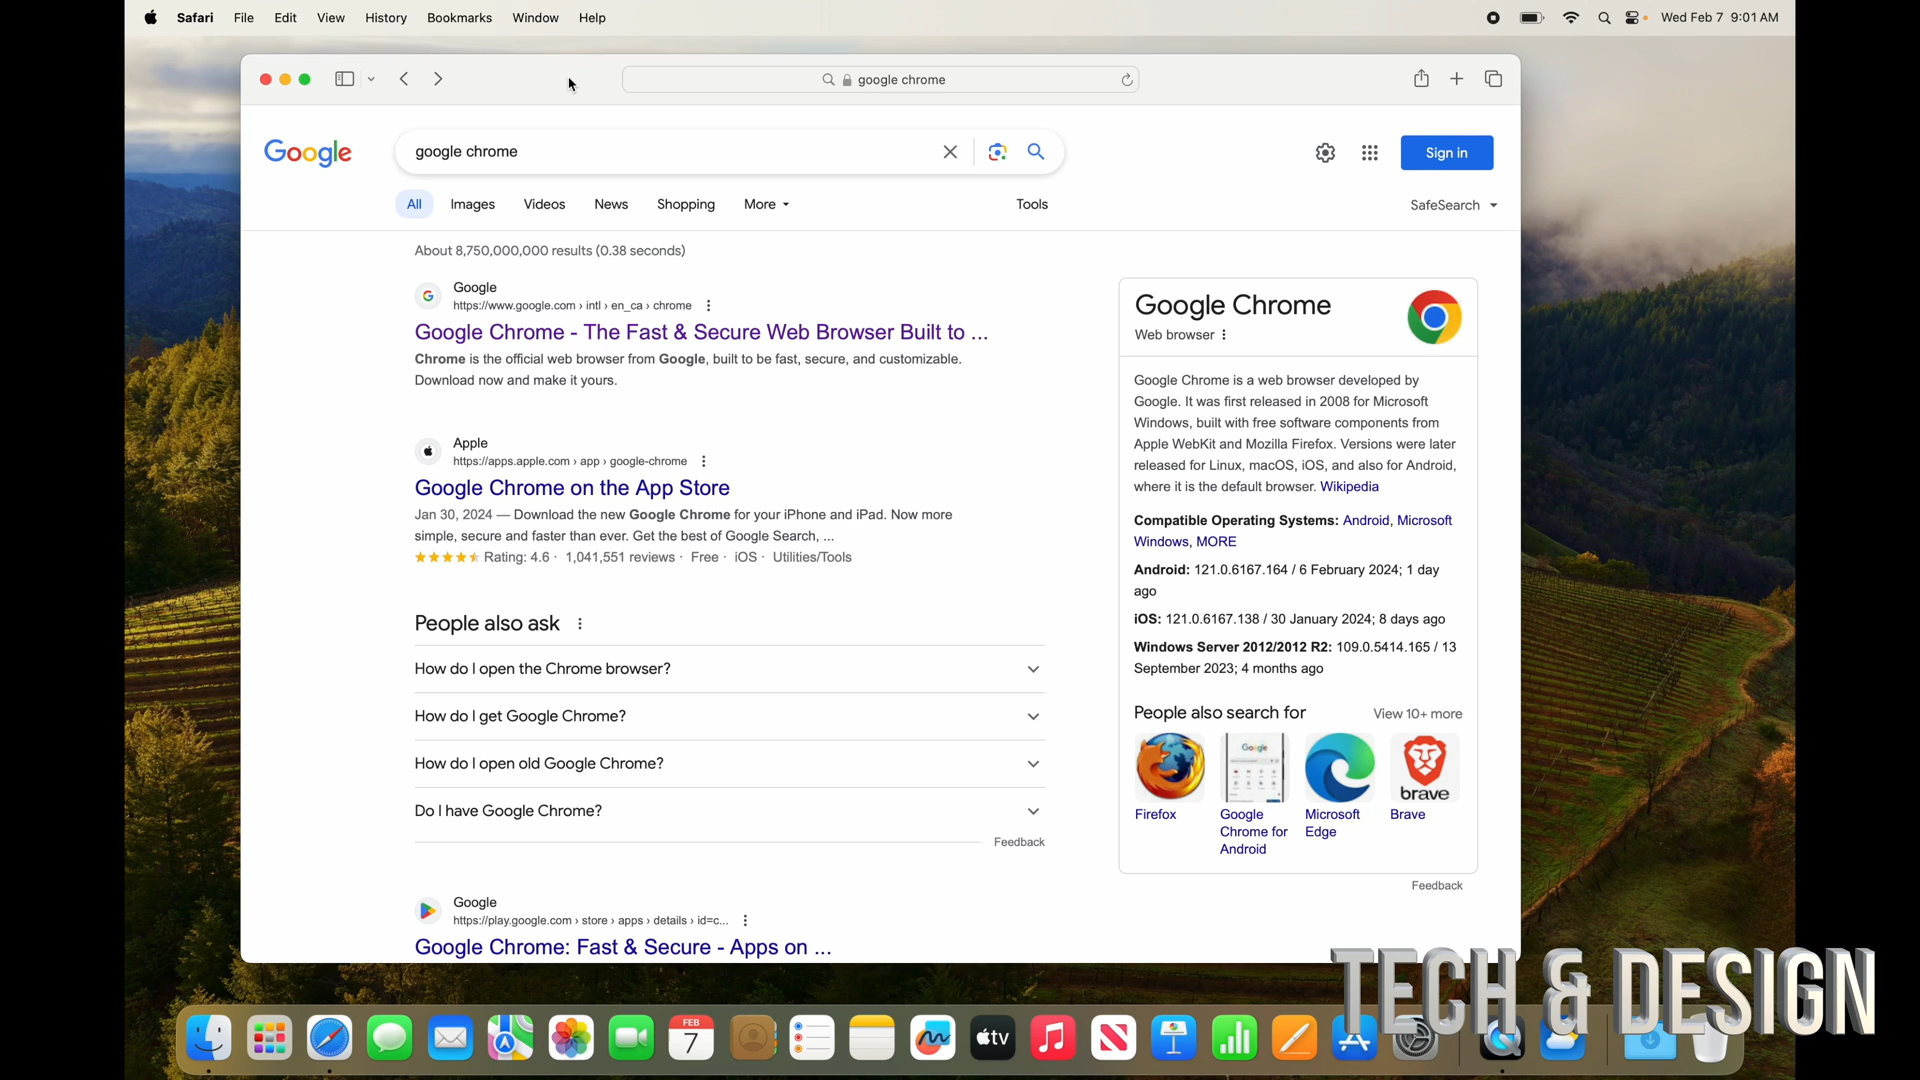 Safari File Edit View History Bookmarks Window Help
Wed Feb 7 9:01 AM
google chrome
Google
google chrome
Sign in
All Images Videos News Shopping More Tools
SafeSearch
About 8,750,000,000 results (0.38 seconds)
Google
https://www.google.com › intl › en_ca › chrome
Google Chrome - The Fast & Secure Web Browser Built to ...
Chrome is the official web browser from Google, built to be fast, secure, and customizable.
Download now and make it yours.
Apple
https://apps.apple.com › app › google-chrome
Google Chrome on the App Store
Jan 30, 2024 — Download the new Google Chrome for your iPhone and iPad. Now more
simple, secure and faster than ever. Get the best of Google Search, ...
Rating: 4.6 · 1,041,551 reviews · Free · iOS · Utilities/Tools
People also ask
How do I open the Chrome browser?
How do I get Google Chrome?
How do I open old Google Chrome?
Do I have Google Chrome?
Feedback
Google
https://play.google.com › store › apps › details › id=c...
Google Chrome: Fast & Secure - Apps on ...
Google Chrome
Web browser
Google Chrome is a web browser developed by
Google. It was first released in 2008 for Microsoft
Windows, built with free software components from
Apple WebKit and Mozilla Firefox. Versions were later
released for Linux, macOS, iOS, and also for Android,
where it is the default browser. Wikipedia
Compatible Operating Systems: Android, Microsoft
Windows, MORE
Android: 121.0.6167.164 / 6 February 2024; 1 day
ago
iOS: 121.0.6167.138 / 30 January 2024; 8 days ago
Windows Server 2012/2012 R2: 109.0.5414.165 / 13
September 2023; 4 months ago
People also search for
View 10+ more
Google
brave
Firefox
Google
Chrome for
Android
Microsoft
Edge
Brave
Feedback
TECH & DESIGN
FEB
7
tv